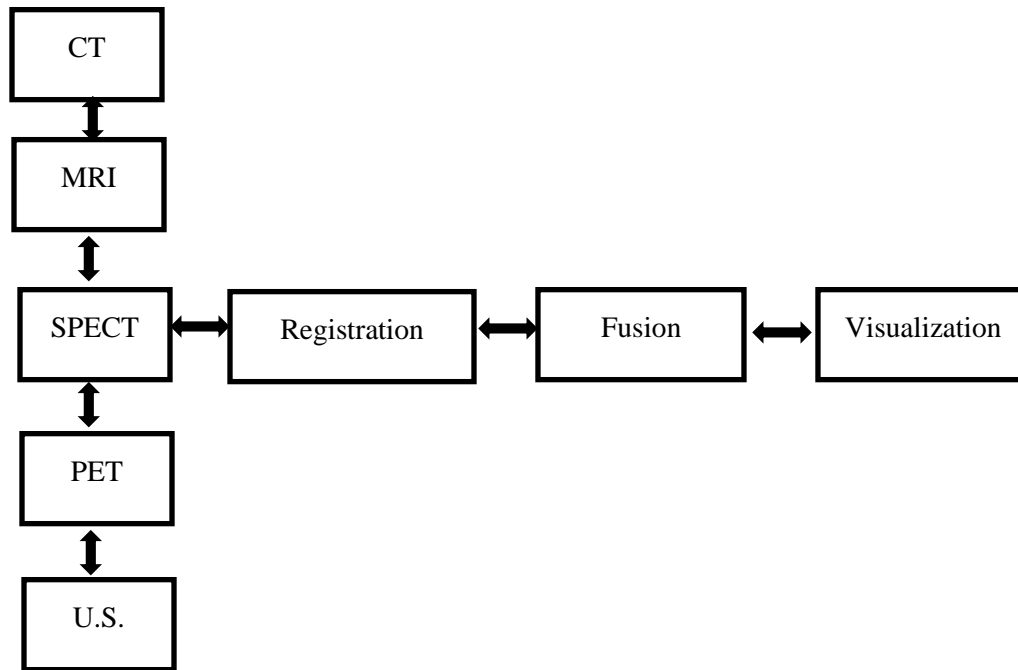 CT
MRI
SPECT
Registration
Fusion
Visualization
PET
U.S.